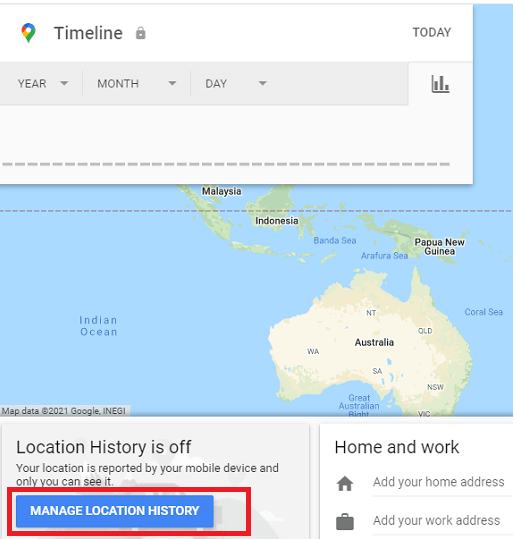 Timeline
TODAY
YEAR
MONTH
DAY
Malaysia
Indonesia
Banda Sea
Papua New
Guinea
Arafura Sea
Indian
Ocean
Coral Sea
NT
QLD
Australia
WA
SA
NSW
Great
Australian
Bight
VIC
Map data ©2021 Google, INEGI
Location History is off
Your location is reported by your mobile device and
only you can see it.
MANAGE LOCATION HISTORY
Home and work
Add your home address
Add your work address